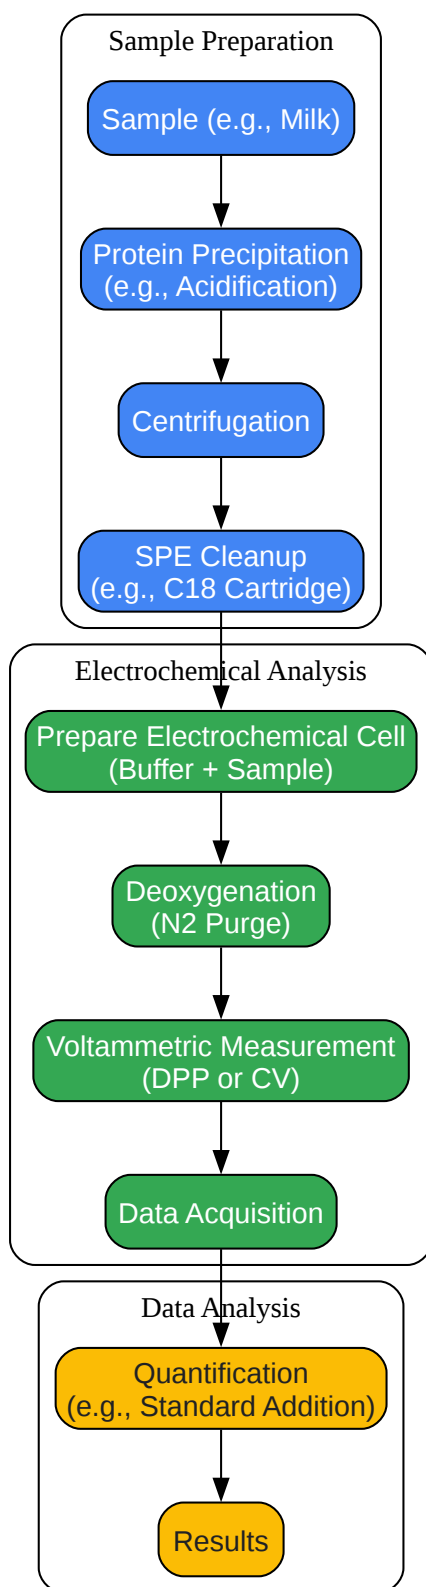 Sample Preparation
Sample (e.g., Milk)
Protein Precipitation
(e.g., Acidification)
Centrifugation
SPE Cleanup
(e.g., C18 Cartridge)
Electrochemical Analysis
Prepare Electrochemical Cell
(Buffer + Sample)
Deoxygenation
(N2 Purge)
Voltammetric Measurement
(DPP or CV)
Data Acquisition
Data Analysis
Quantification
(e.g., Standard Addition)
Results